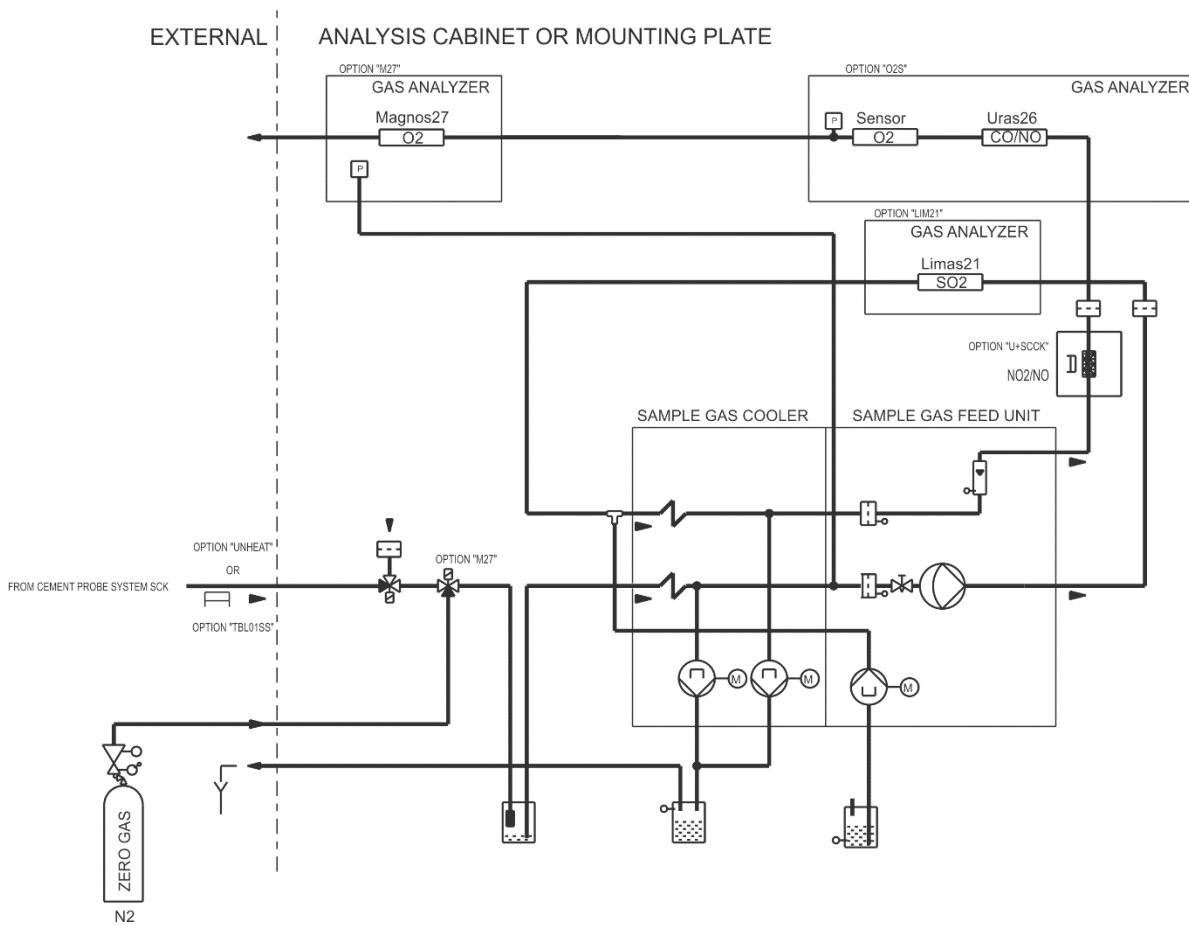 EXTERNAL
ANALYSIS CABINET OR MOUNTING PLATE
OPTION "M27"
GAS ANALYZER
Magnos27
O2
P
OPTION "O2S"
GAS ANALYZER
P
Sensor
O2
Uras26
CO/NO
OPTION "LIM21"
GAS ANALYZER
Limas21
SO2
OPTION "U+SCCK"
NO2/NO
SAMPLE GAS COOLER
SAMPLE GAS FEED UNIT
OPTION "UNHEAT"
OR
OPTION "M27"
FROM CEMENT PROBE SYSTEM SCK
OPTION "TBL01SS"
M
M
M
ZERO GAS
N2